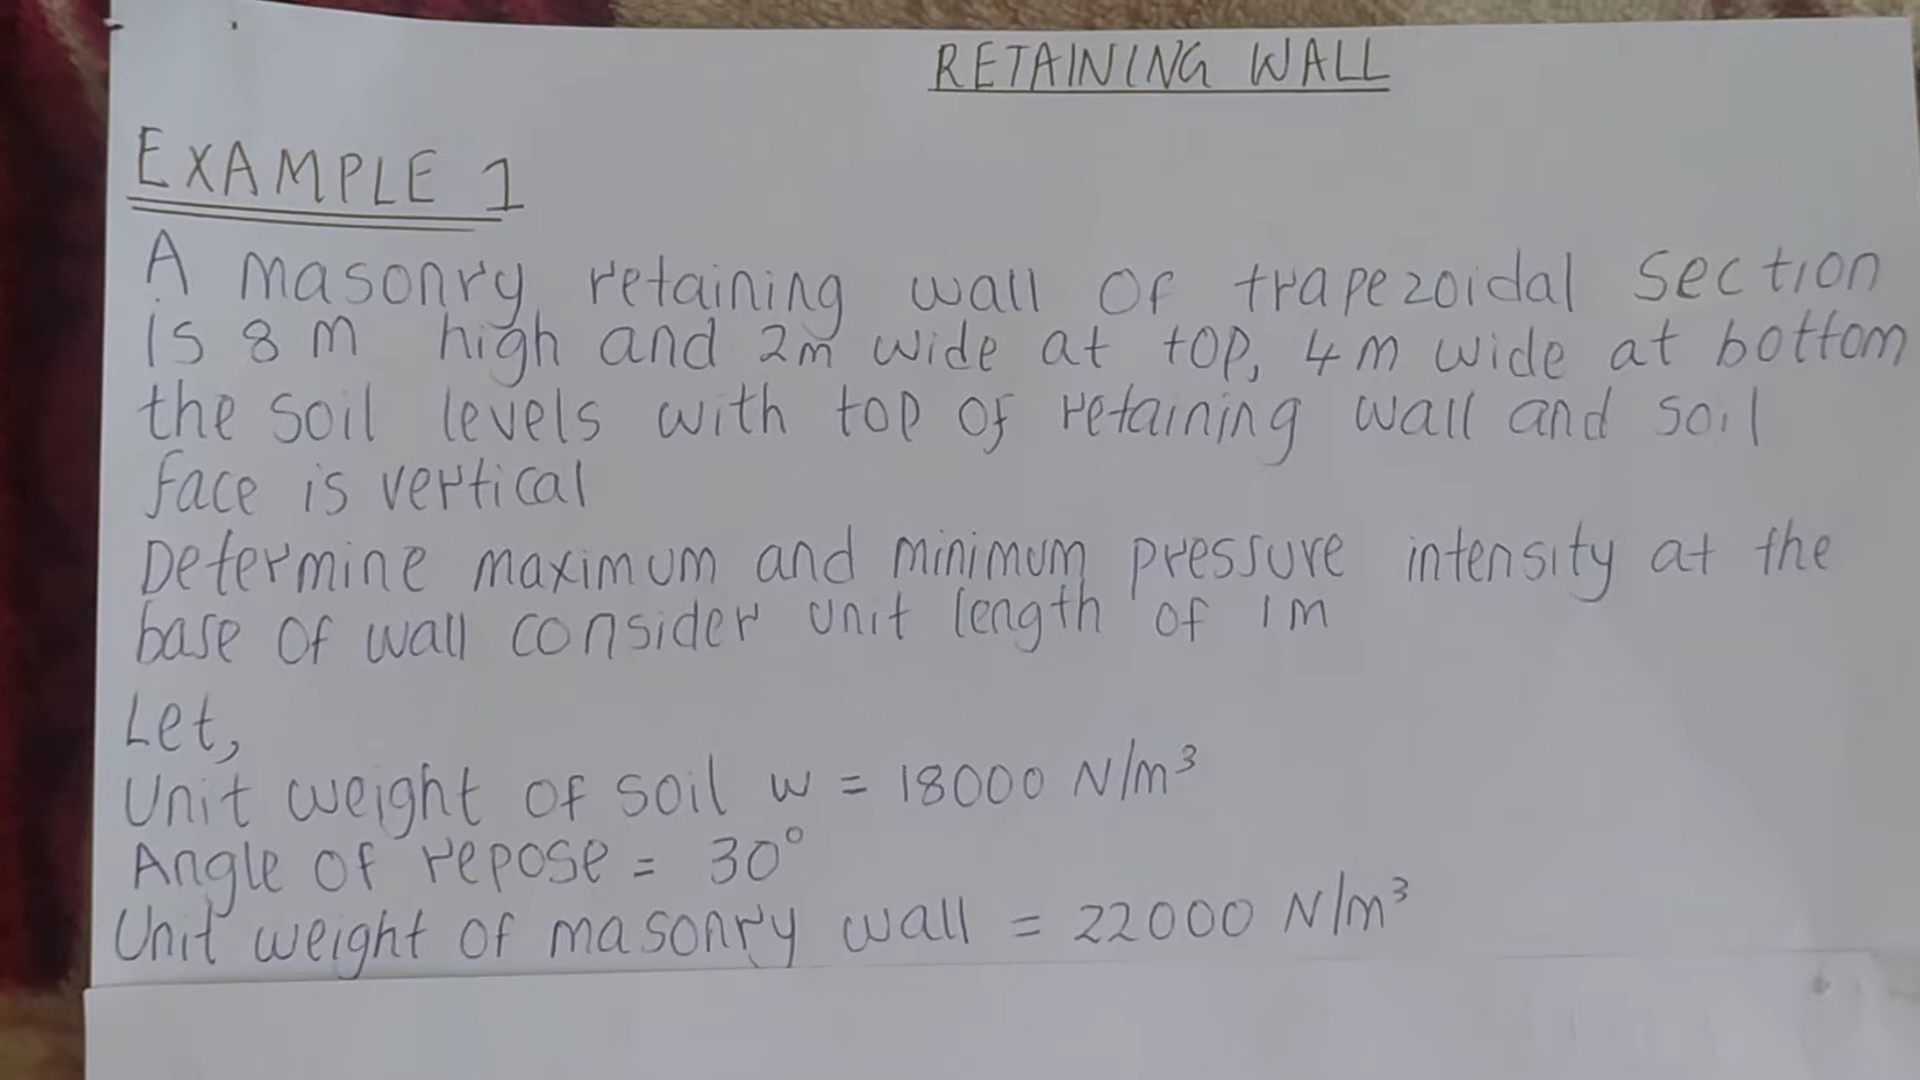 RETAINING WALL
EXAMPLE 1
A masonry retaining wall of trapezoidal section
is 8 m high and 2m wide at top, 4 m wide at bottom
the soil levels with top of retaining wall and soil
face is vertical
Determine maximum and minimum pressure intensity at the
base of wall consider unit length of 1m
Let,
Unit weight of soil w = 18000 N/m³
Angle of repose = 30°
Unit weight of masonry wall = 22000 N/m³